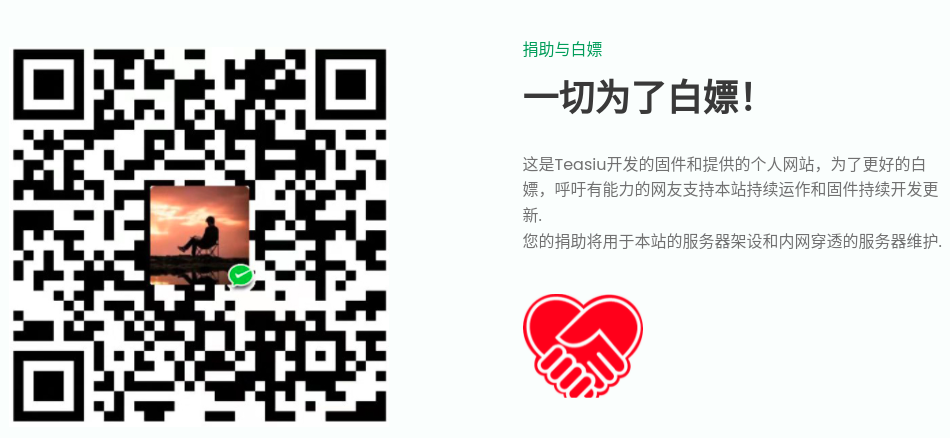 捐助与白嫖
一切为了白嫖！
这是Teasiu开发的固件和提供的个人网站，为了更好的白
嫖，呼吁有能力的网友支持本站持续运作和固件持续开发更
新.
您的捐助将用于本站的服务器架设和内网穿透的服务器维护.